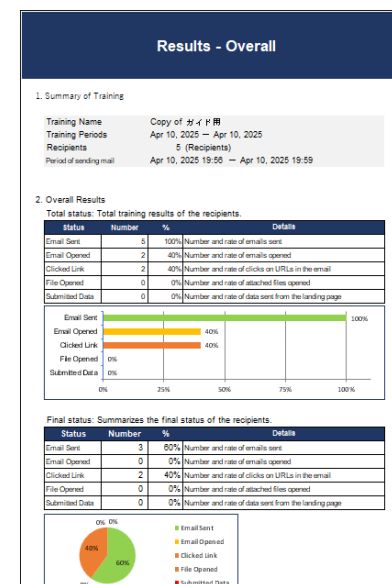 Results - Overall
1. Summary of Training
Training Name Copy of ガイド用
Training Periods Apr 10, 2025 － Apr 10, 2025
Recipients 5 (Recipients)
Period of sending mail Apr 10, 2025 19:56 － Apr 10, 2025 19:59
2. Overall Results
Total status: Total training results of the recipients.
Status Number % Details
Email Sent 5 100% Number and rate of emails sent
Email Opened 2 40% Number and rate of emails opened
Clicked Link 2 40% Number and rate of clicks on URLs in the email
File Opened 0 0% Number and rate of attached files opened
Submitted Data 0 0% Number and rate of data sent from the landing page
Email Sent 100%
Email Opened 40%
Clicked Link 40%
File Opened 0%
Submitted Data 0%
0% 25% 50% 75% 100%
Final status: Summarizes the final status of the recipients.
Status Number % Details
Email Sent 3 60% Number and rate of emails sent
Email Opened 0 0% Number and rate of emails opened
Clicked Link 2 40% Number and rate of clicks on URLs in the email
File Opened 0 0% Number and rate of attached files opened
Submitted Data 0 0% Number and rate of data sent from the landing page
0% 0%
Email Sent
40%
Email Opened
Clicked Link
60%
File Opened
0%
Submitted Data